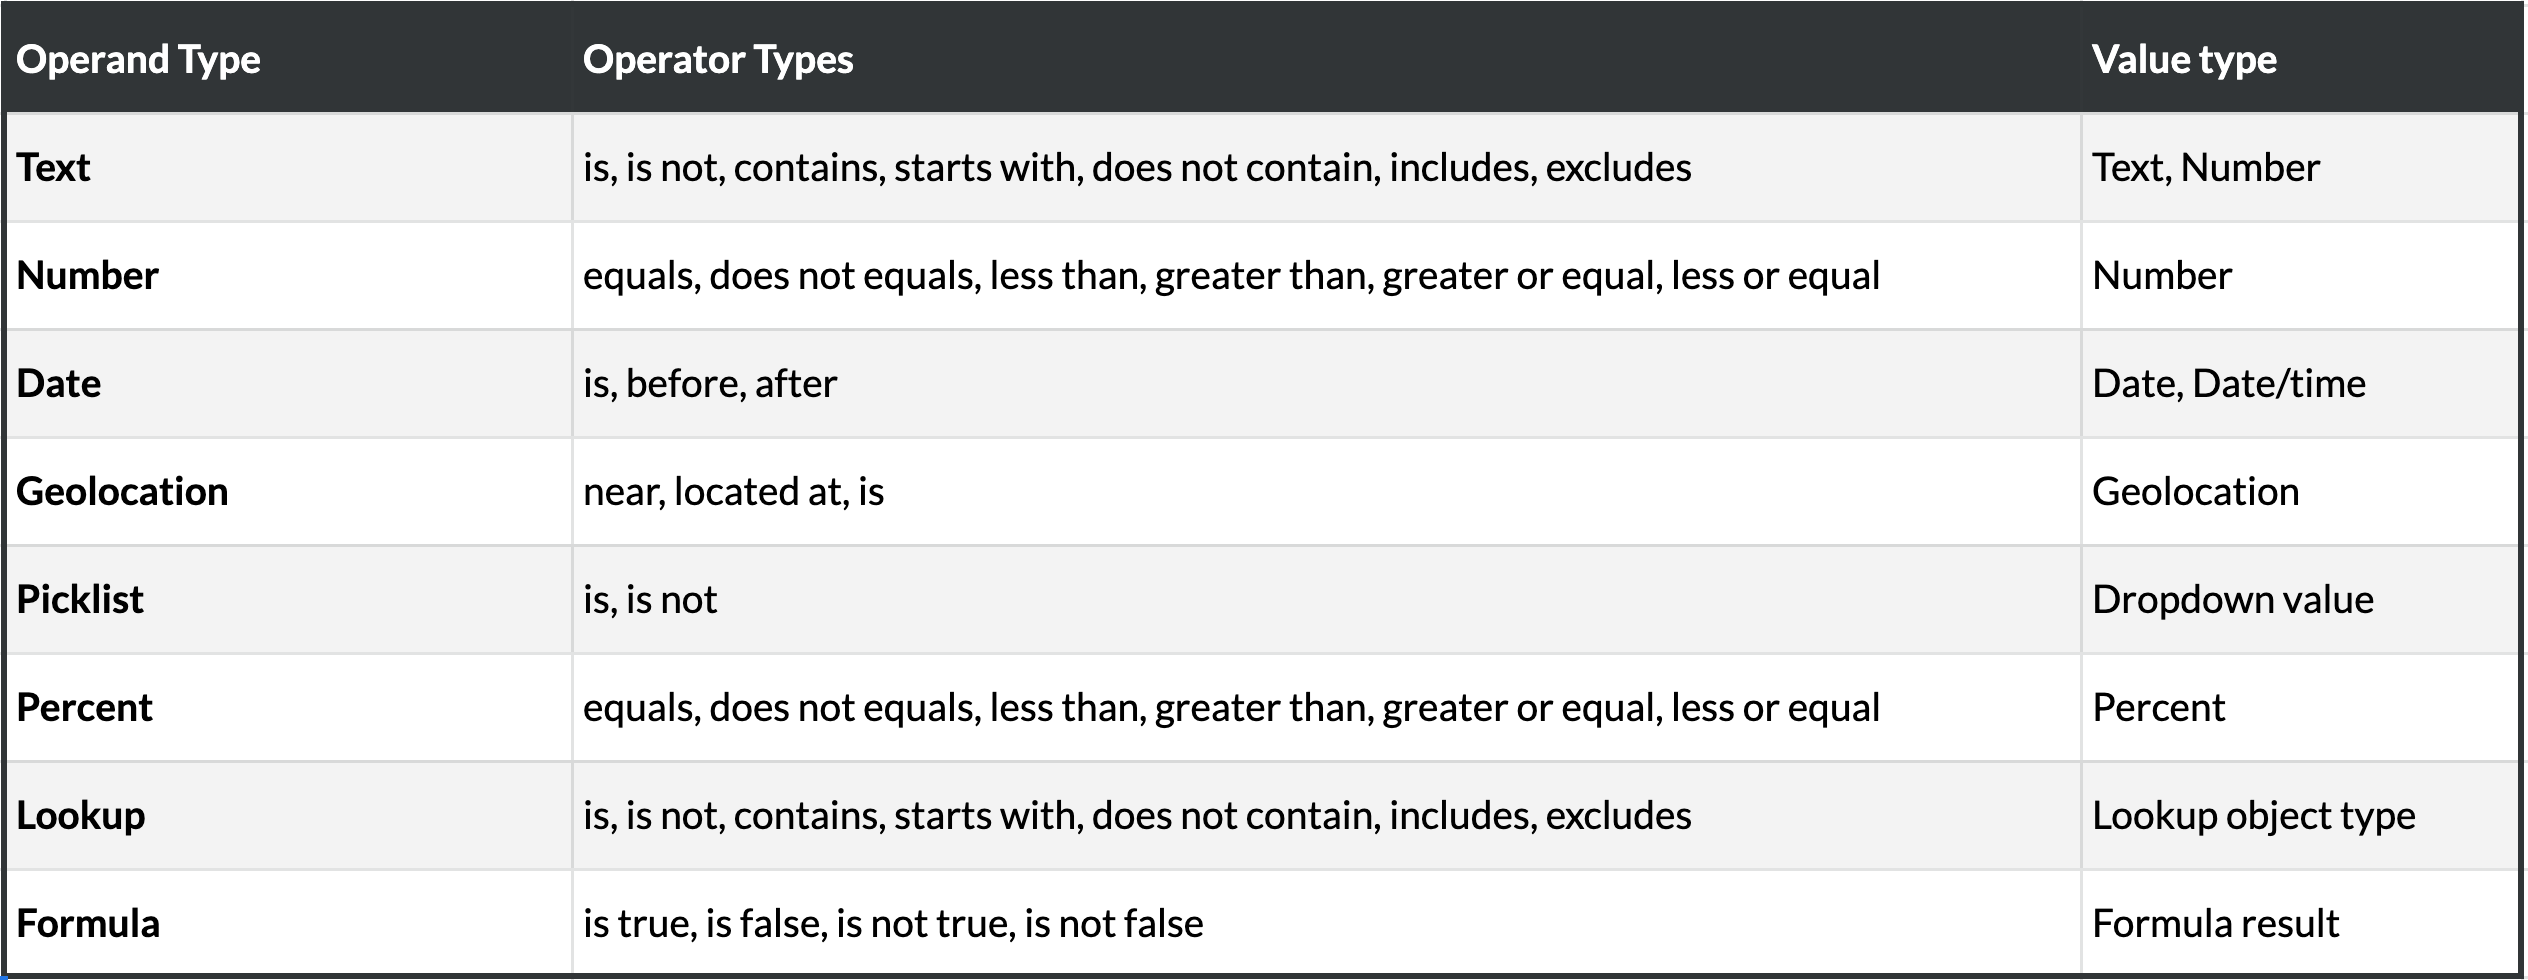 Operand Type Operator Types Value type
Text is, is not, contains, starts with, does not contain, includes, excludes Text, Number
Number equals, does not equals, less than, greater than, greater or equal, less or equal Number
Date is, before, after Date, Date/time
Geolocation near, located at, is Geolocation
Picklist is, is not Dropdown value
Percent equals, does not equals, less than, greater than, greater or equal, less or equal Percent
Lookup is, is not, contains, starts with, does not contain, includes, excludes Lookup object type
Formula is true, is false, is not true, is not false Formula result